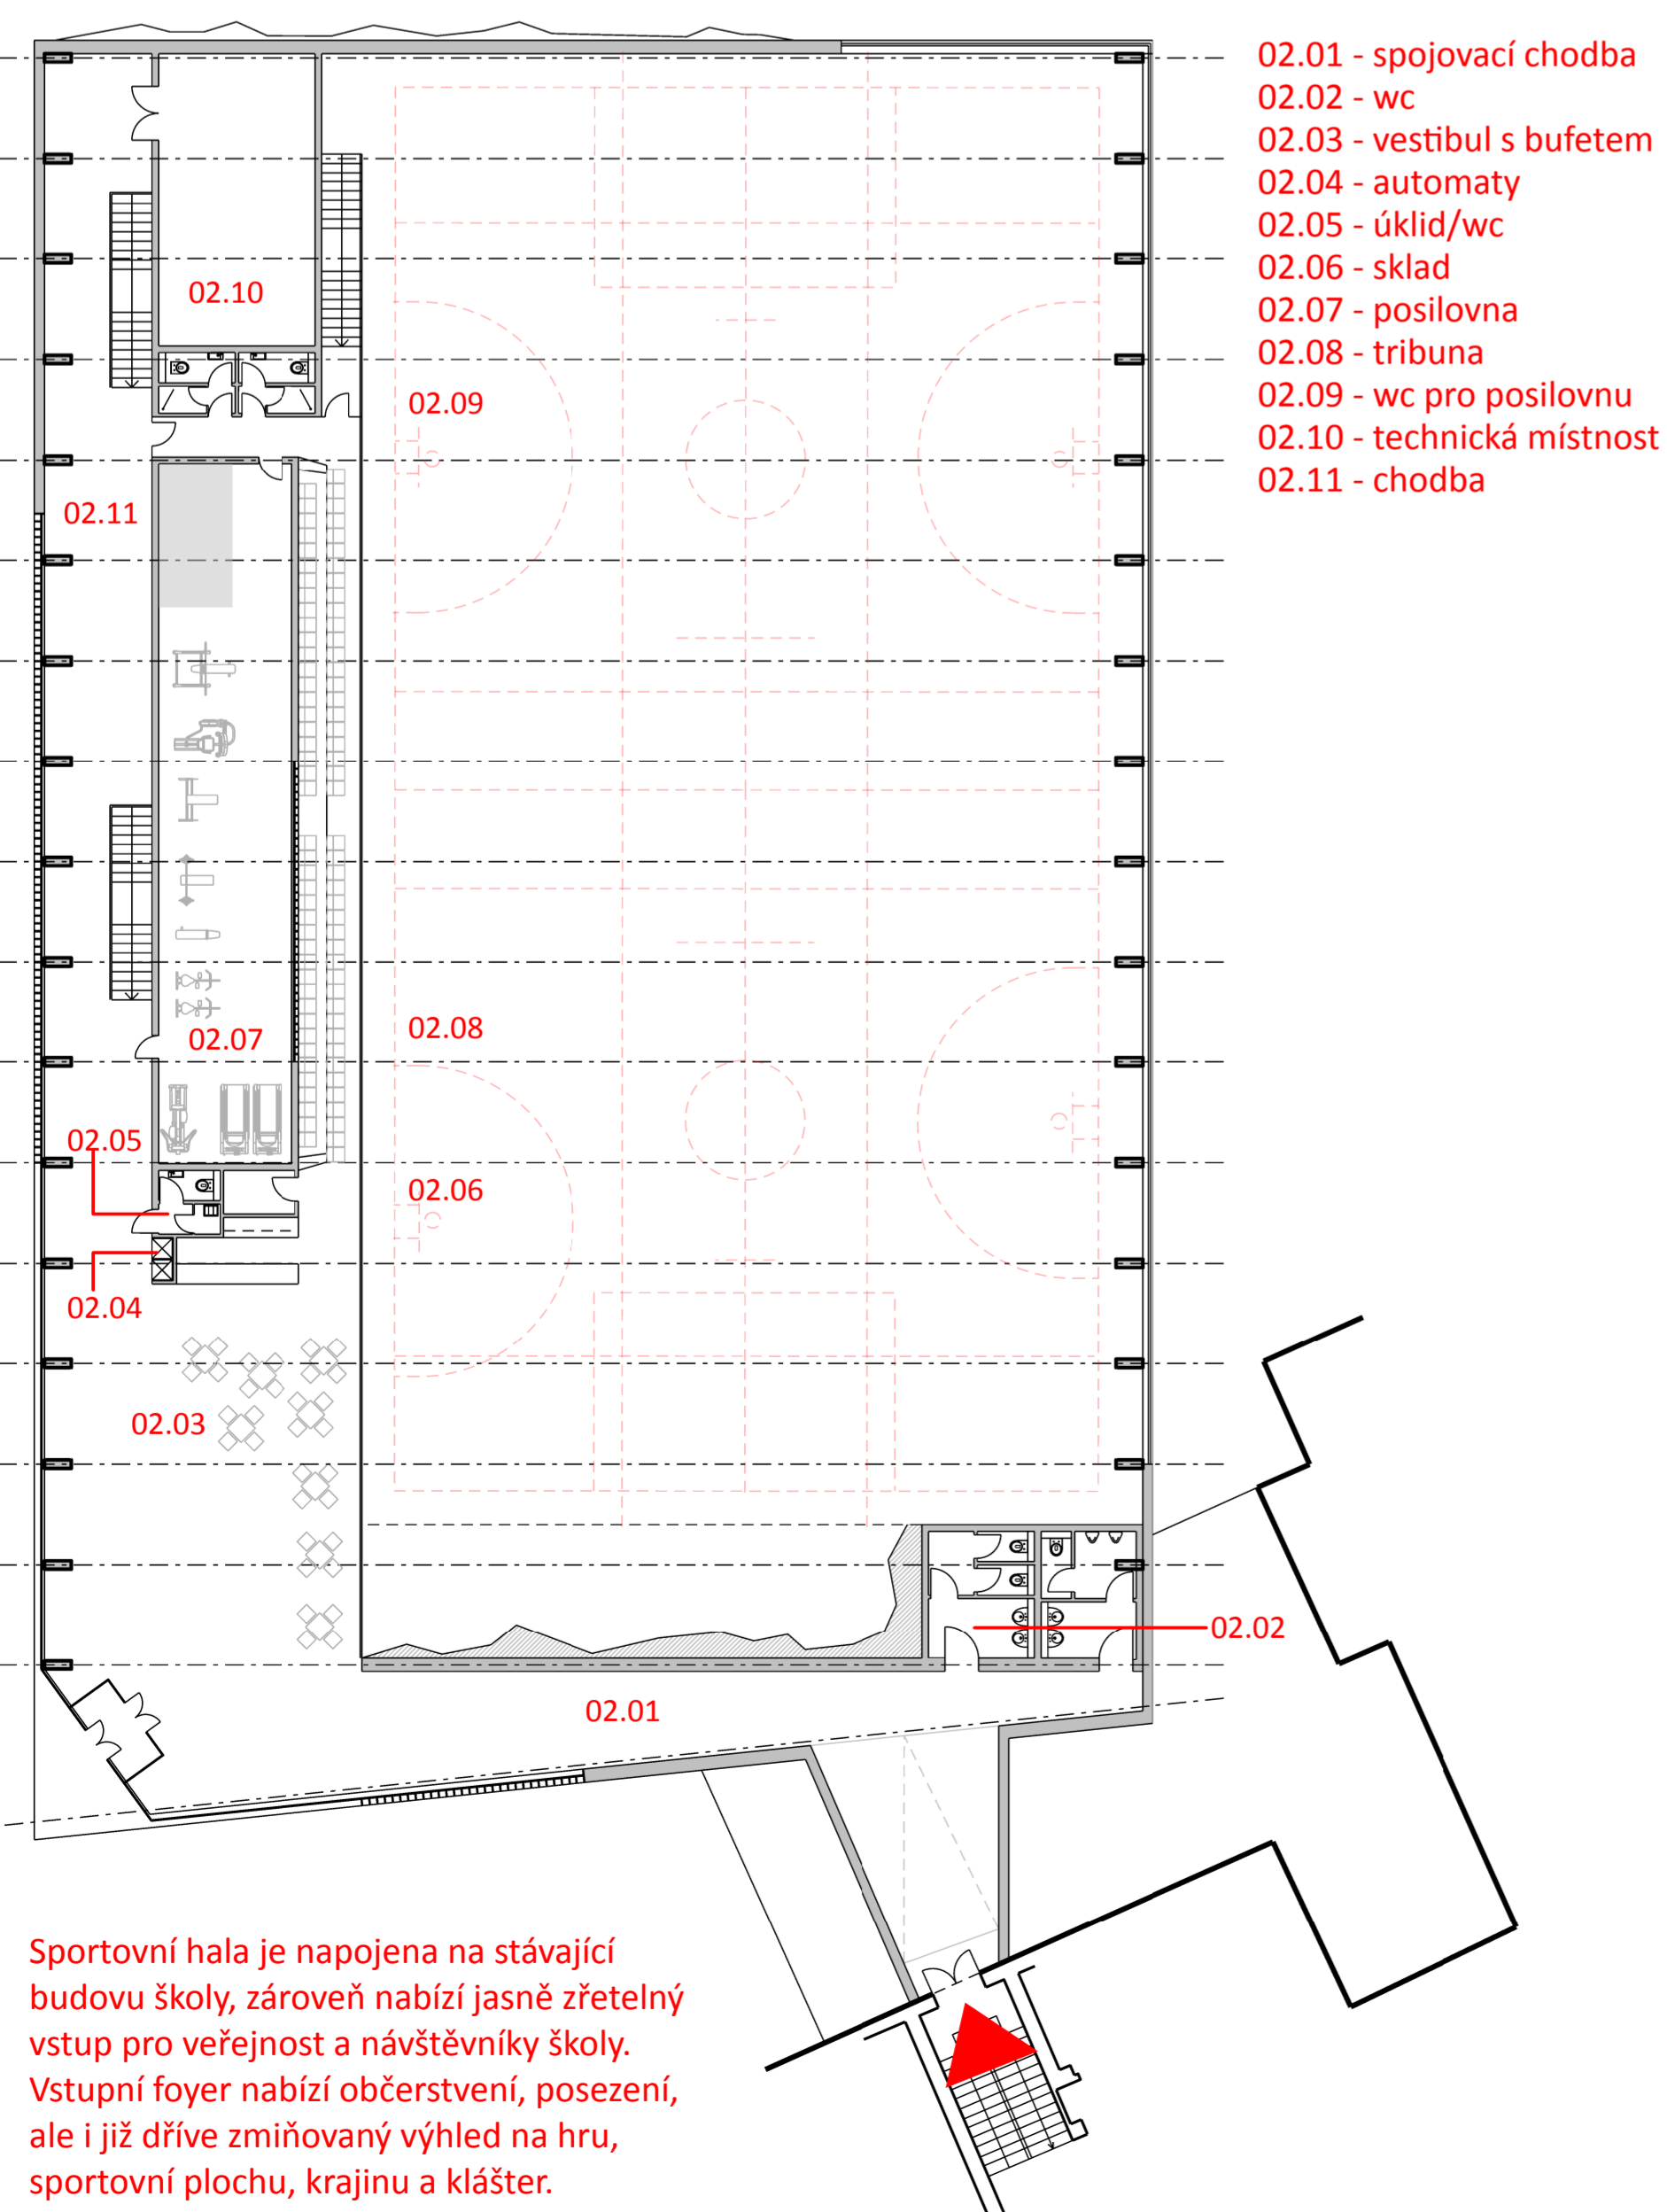 02.01 - spojovací chodba
02.02 - wc
02.03 - vestibul s bufetem
02.04 - automaty
02.05 - úklid/wc
02.06 - sklad
02.07 - posilovna
02.08 - tribuna
02.09 - wc pro posilovnu
02.10 - technická místnost
02.11 - chodba
02.10
02.09
02.11
02.08
02.07
02.05
02.06
02.04
02.03
02.02
02.01
Sportovní hala je napojena na stávající
budovu školy, zároveň nabízí jasně zřetelný
vstup pro veřejnost a návštěvníky školy.
Vstupní foyer nabízí občerstvení, posezení,
ale i již dříve zmiňovaný výhled na hru,
sportovní plochu, krajinu a klášter.